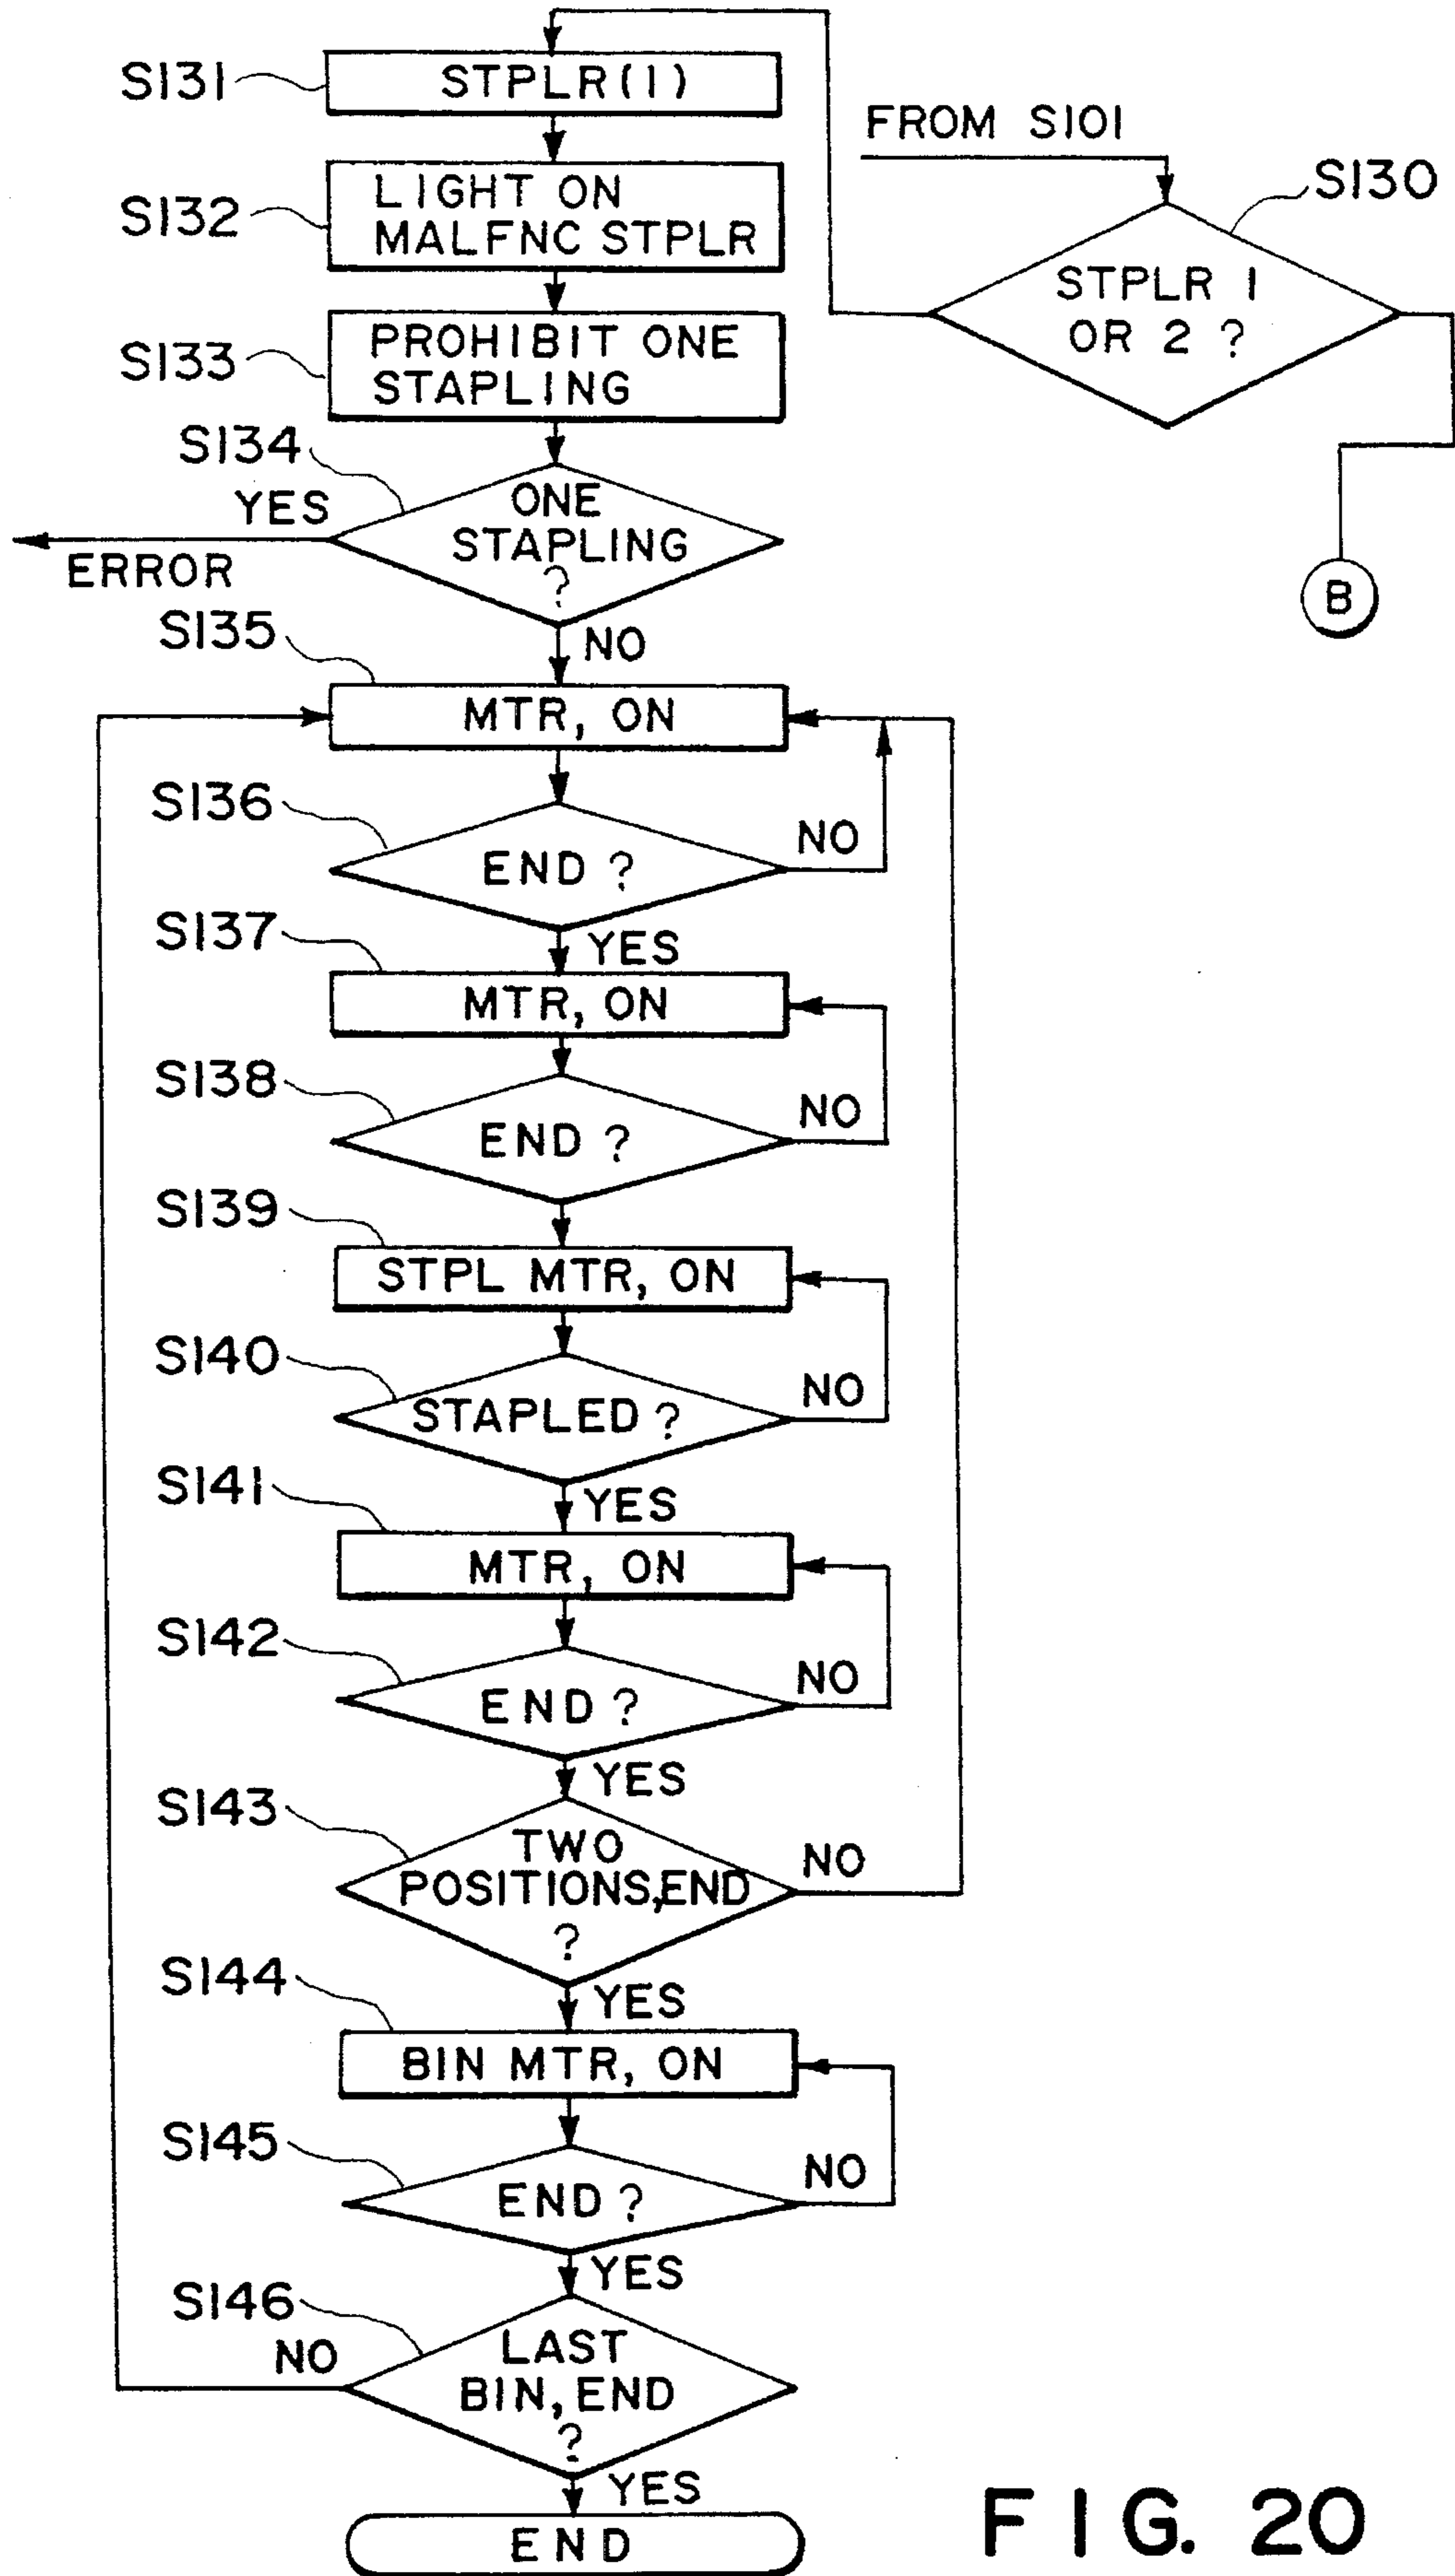 S131
STPLR(1)
FROM S101
S130
STPLR 1
OR 2 ?
B
S132
LIGHT ON
MALFNC STPLR
S133
PROHIBIT ONE
STAPLING
S134
YES
ERROR
ONE
STAPLING
?
NO
S135
MTR, ON
S136
END ?
NO
YES
S137
MTR, ON
S138
END ?
NO
S139
STPL MTR, ON
S140
STAPLED ?
NO
YES
S141
MTR, ON
S142
END ?
NO
YES
S143
TWO
POSITIONS,END
?
NO
YES
S144
BIN MTR, ON
S145
END ?
NO
YES
S146
NO
LAST
BIN, END
?
YES
END
FIG. 20